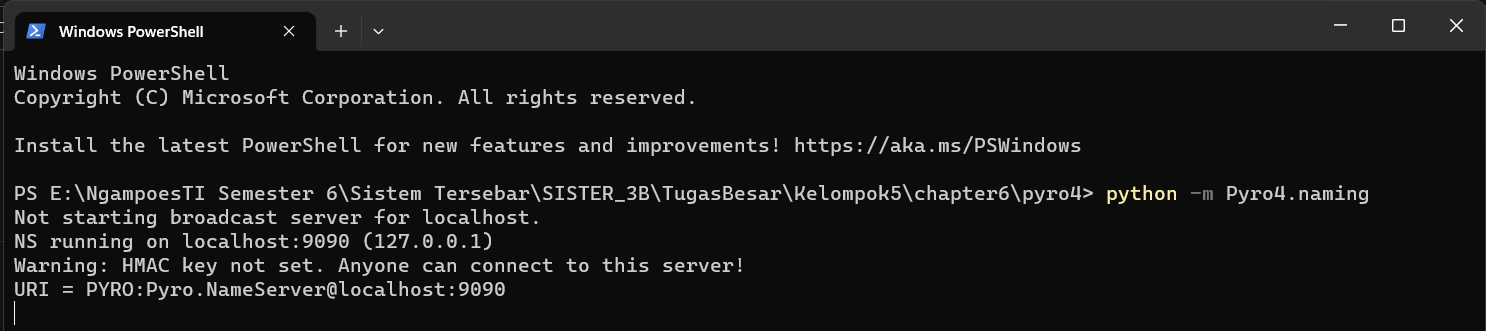 Windows PowerShell
Windows PowerShell
Copyright (C) Microsoft Corporation. All rights reserved.
Install the latest PowerShell for new features and improvements! https://aka.ms/PSWindows
PS E:\NgampoesTI Semester 6\Sistem Tersebar\SISTER_3B\TugasBesar\Kelompok5\chapter6\pyro4> python -m Pyro4.naming
Not starting broadcast server for localhost.
NS running on localhost:9090 (127.0.0.1)
Warning: HMAC key not set. Anyone can connect to this server!
URI = PYRO:Pyro.NameServer@localhost:9090